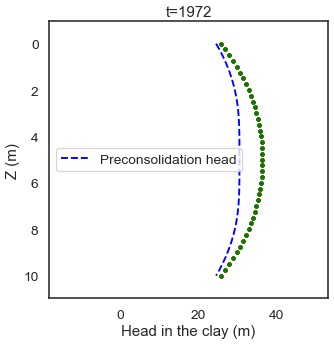 t=1972
0
2
4
6
8
10
Z (m)
Preconsolidation head
0
20
40
Head in the clay (m)